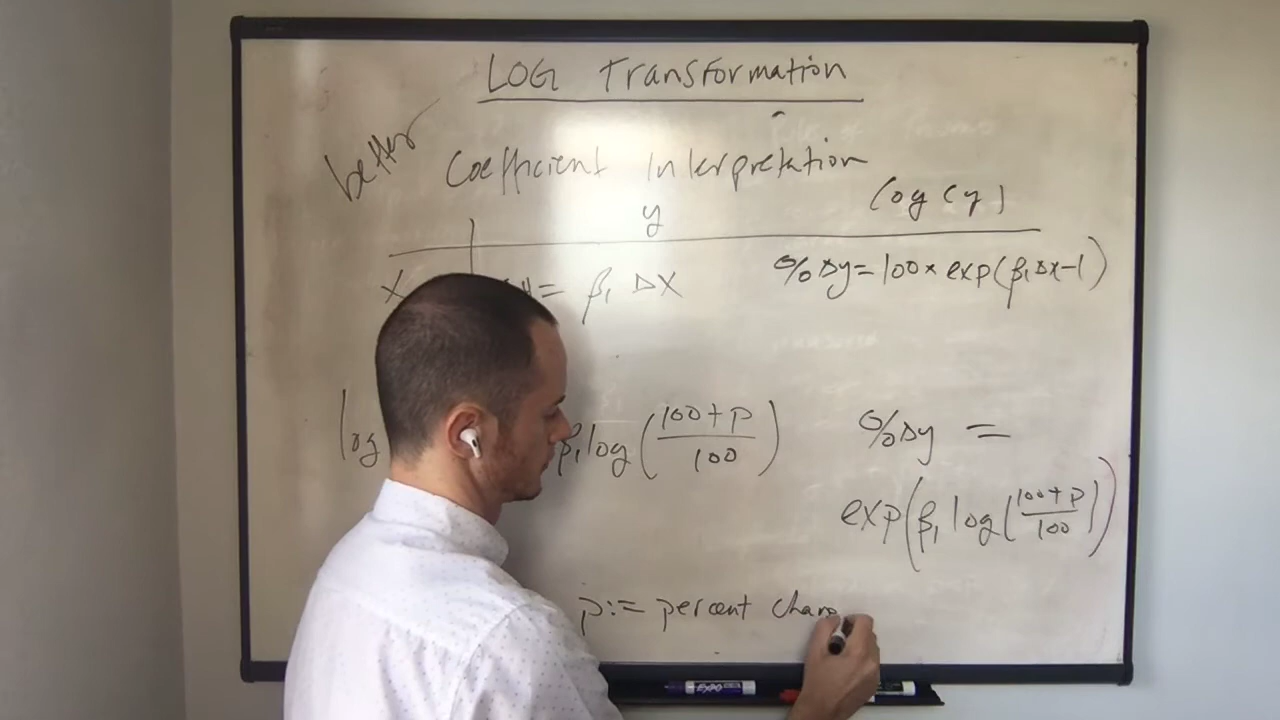 LOG Transformation
better
Coefficient Interpretation
y log(y)
X = β₁ ΔX %Δy = 100 × exp(β₁Δx-1)
log β₁ log(100+P/100) %Δy =
exp(β₁ log(100+P/100))
p:= percent chan
EXPO